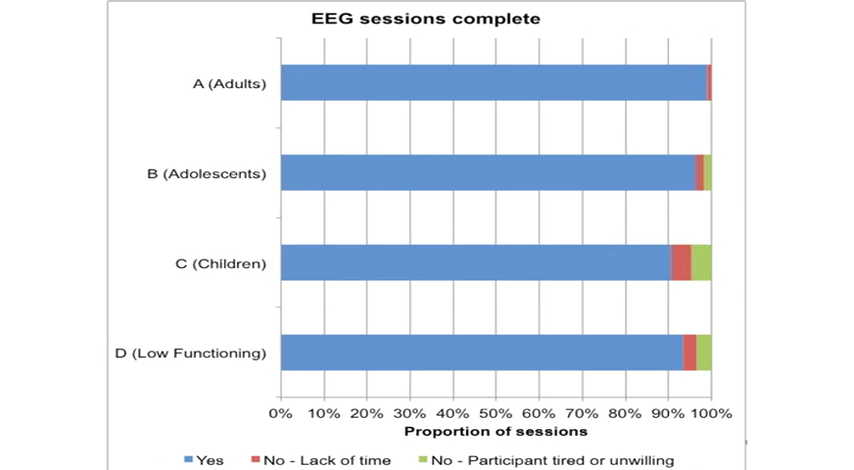 EEG sessions complete
A (Adults)
B (Adolescents)
C (Children)
D (Low Functioning)
0% 10% 20% 30% 40% 50% 60% 70% 80% 90% 100%
Proportion of sessions
Yes No - Lack of time No - Participant tired or unwilling